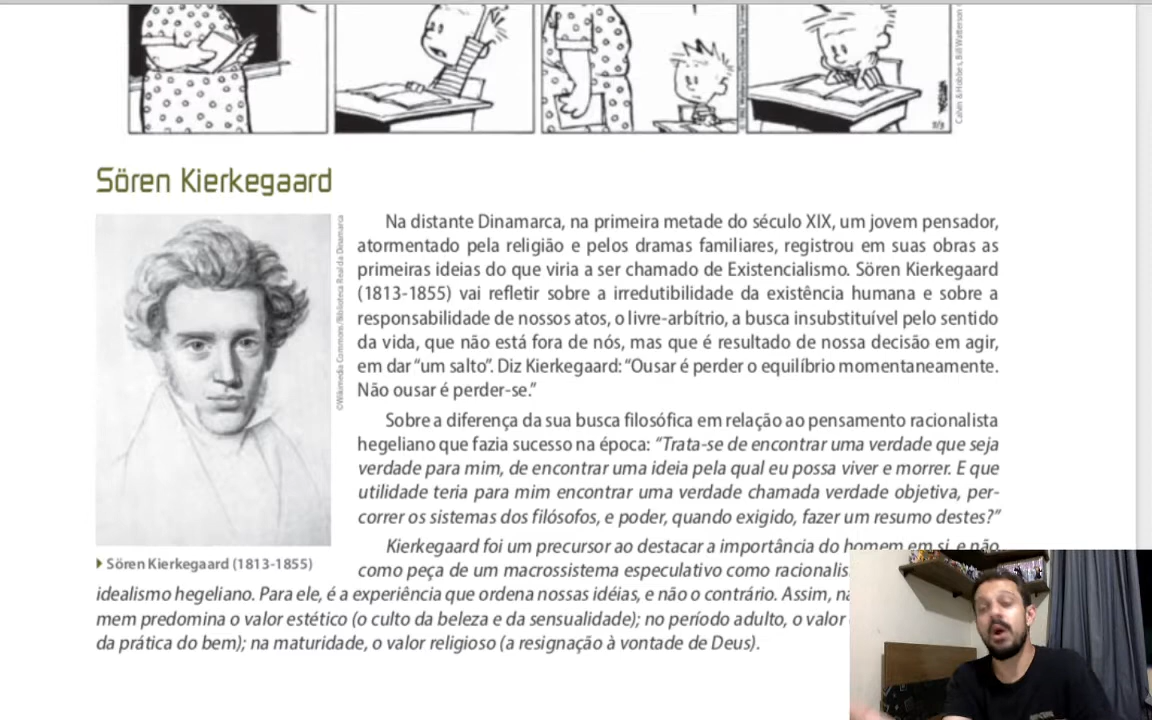 Sören Kierkegaard
Na distante Dinamarca, na primeira metade do século XIX, um jovem pensador,
atormentado pela religião e pelos dramas familiares, registrou em suas obras as
primeiras ideias do que viria a ser chamado de Existencialismo. Sören Kierkegaard
(1813-1855) vai refletir sobre a irredutibilidade da existência humana e sobre a
responsabilidade de nossos atos, o livre-arbítrio, a busca insubstituível pelo sentido
da vida, que não está fora de nós, mas que é resultado de nossa decisão em agir,
em dar “um salto”. Diz Kierkegaard: “Ousar é perder o equilíbrio momentaneamente.
Não ousar é perder-se.”
Sobre a diferença da sua busca filosófica em relação ao pensamento racionalista
hegeliano que fazia sucesso na época: “Trata-se de encontrar uma verdade que seja
verdade para mim, de encontrar uma ideia pela qual eu possa viver e morrer. E que
utilidade teria para mim encontrar uma verdade chamada verdade objetiva, per-
correr os sistemas dos filósofos, e poder, quando exigido, fazer um resumo destes?”
Kierkegaard foi um precursor ao destacar a importância do homem em si, e não
como peça de um macrossistema especulativo como
idealismo hegeliano. Para ele, é a experiência que ordena nossas idéias, e não o contrário. Assim,
mem predomina o valor estético (o culto da beleza e da sensualidade); no período adulto, o valor
da prática do bem); na maturidade, o valor religioso (a resignação à vontade de Deus).
©Wikimedia Commons/Biblioteca Real da Dinamarca
Sören Kierkegaard (1813-1855)